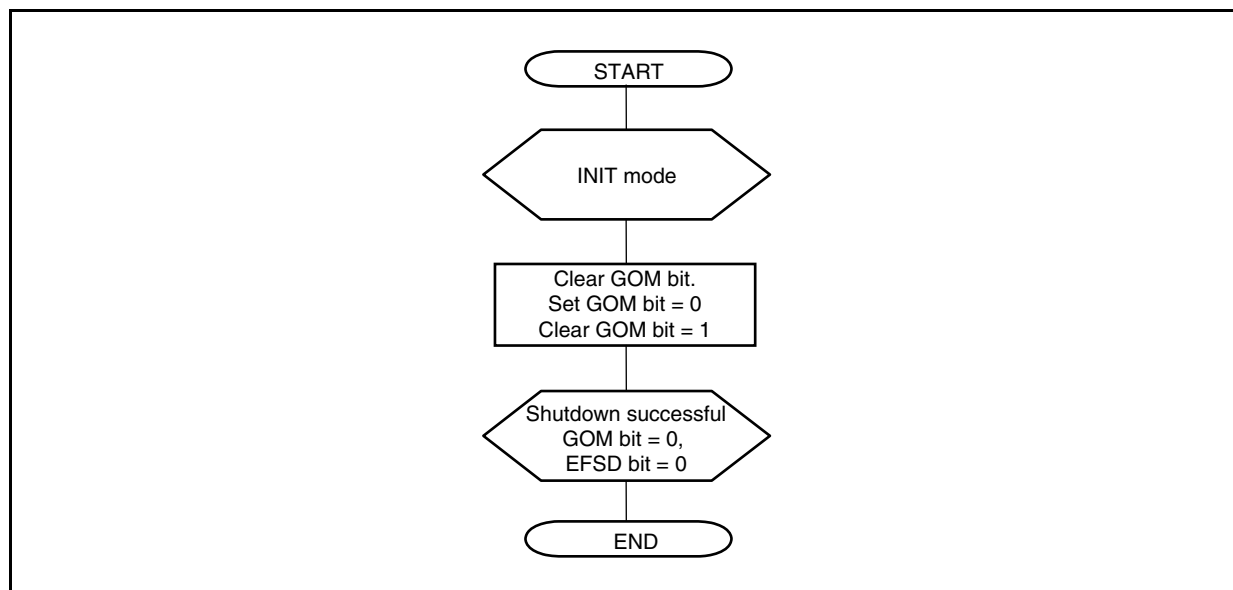 START
INIT mode
Clear GOM bit.
Set GOM bit = 0
Clear GOM bit = 1
Shutdown successful
GOM bit = 0,
EFSD bit = 0
END